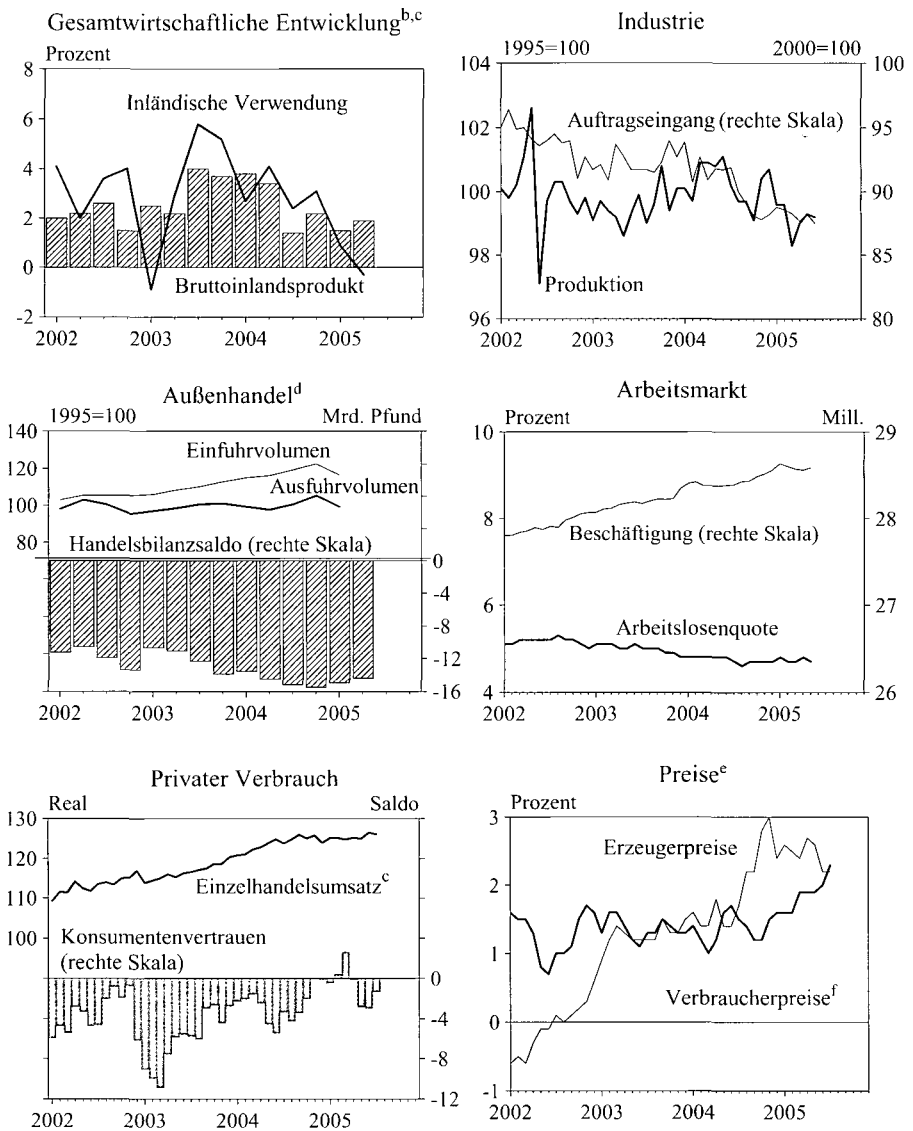 Gesamtwirtschaftliche Entwicklung^b,c
Prozent
8
6
4
2
0
-2
Inländische Verwendung
Bruttoinlandsprodukt
2002 2003 2004 2005
Industrie
1995=100 2000=100
104
102
100
98
96
100
95
90
85
80
Auftragseingang (rechte Skala)
Produktion
2002 2003 2004 2005
Außenhandel^d
1995=100 Mrd. Pfund
140
120
100
80
Einfuhrvolumen
Ausfuhrvolumen
Handelsbilanzsaldo (rechte Skala)
0
-4
-8
-12
-16
2002 2003 2004 2005
Arbeitsmarkt
Prozent Mill.
10
8
6
4
29
28
27
26
Beschäftigung (rechte Skala)
Arbeitslosenquote
2002 2003 2004 2005
Privater Verbrauch
Real Saldo
130
120
110
100
Einzelhandelsumsatz^c
Konsumentenvertrauen
(rechte Skala)
0
-4
-8
-12
2002 2003 2004 2005
Preise^e
Prozent
3
2
1
0
-1
Erzeugerpreise
Verbraucherpreise^f
2002 2003 2004 2005